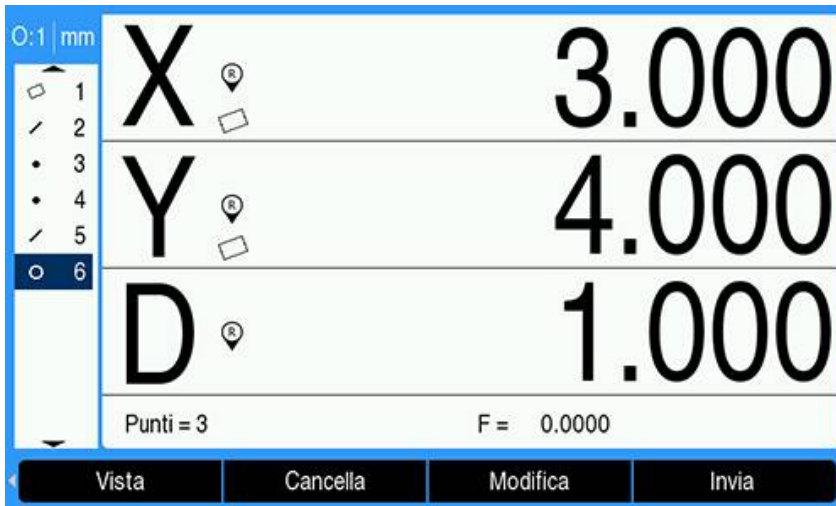 O:1 mm
1
2
3
4
5
6
X R 3.000
Y R 4.000
D R 1.000
Punti = 3 F = 0.0000
Vista Cancella Modifica Invia